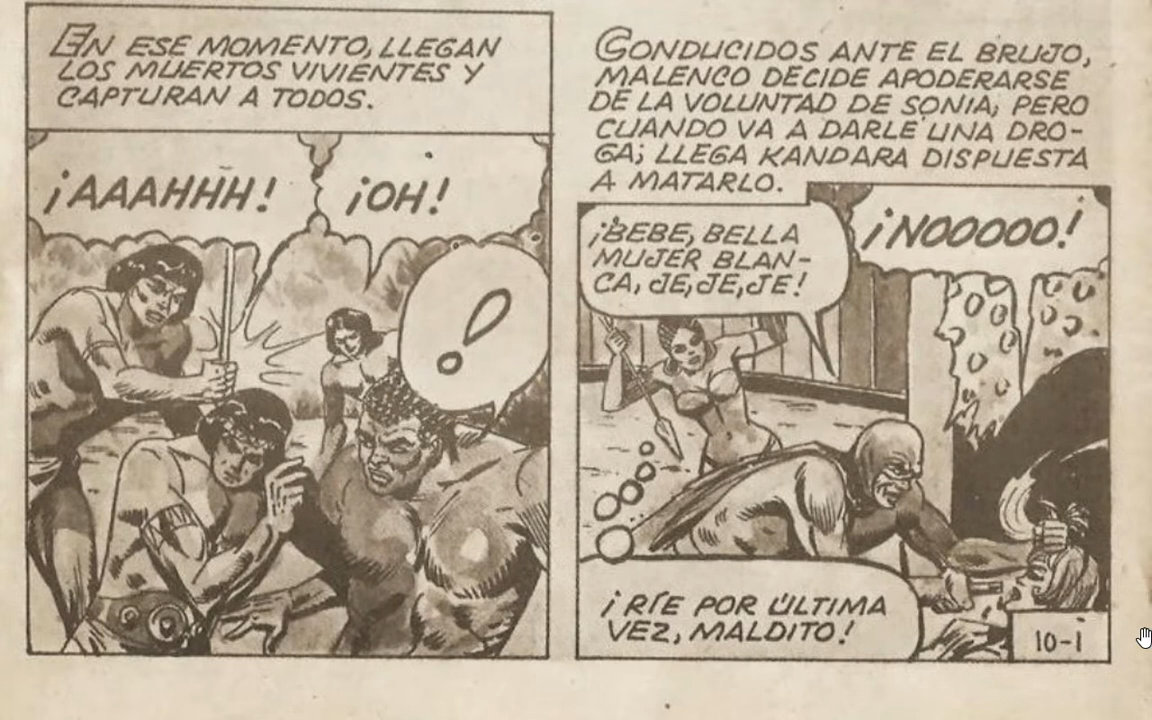 EN ESE MOMENTO, LLEGAN
LOS MUERTOS VIVIENTES Y
CAPTURAN A TODOS.
¡AAAHHH!
¡OH!
!
CONDUCIDOS ANTE EL BRUJO,
MALENCO DECIDE APODERARSE
DE LA VOLUNTAD DE SONIA; PERO
CUANDO VA A DARLE UNA DRO-
GA; LLEGA KANDARA DISPUESTA
A MATARLO.
¡BEBE, BELLA
MUJER BLAN-
CA, JE, JE, JE!
¡NOOOOO!
¡RÍE POR ÚLTIMA
VEZ, MALDITO!
10-1